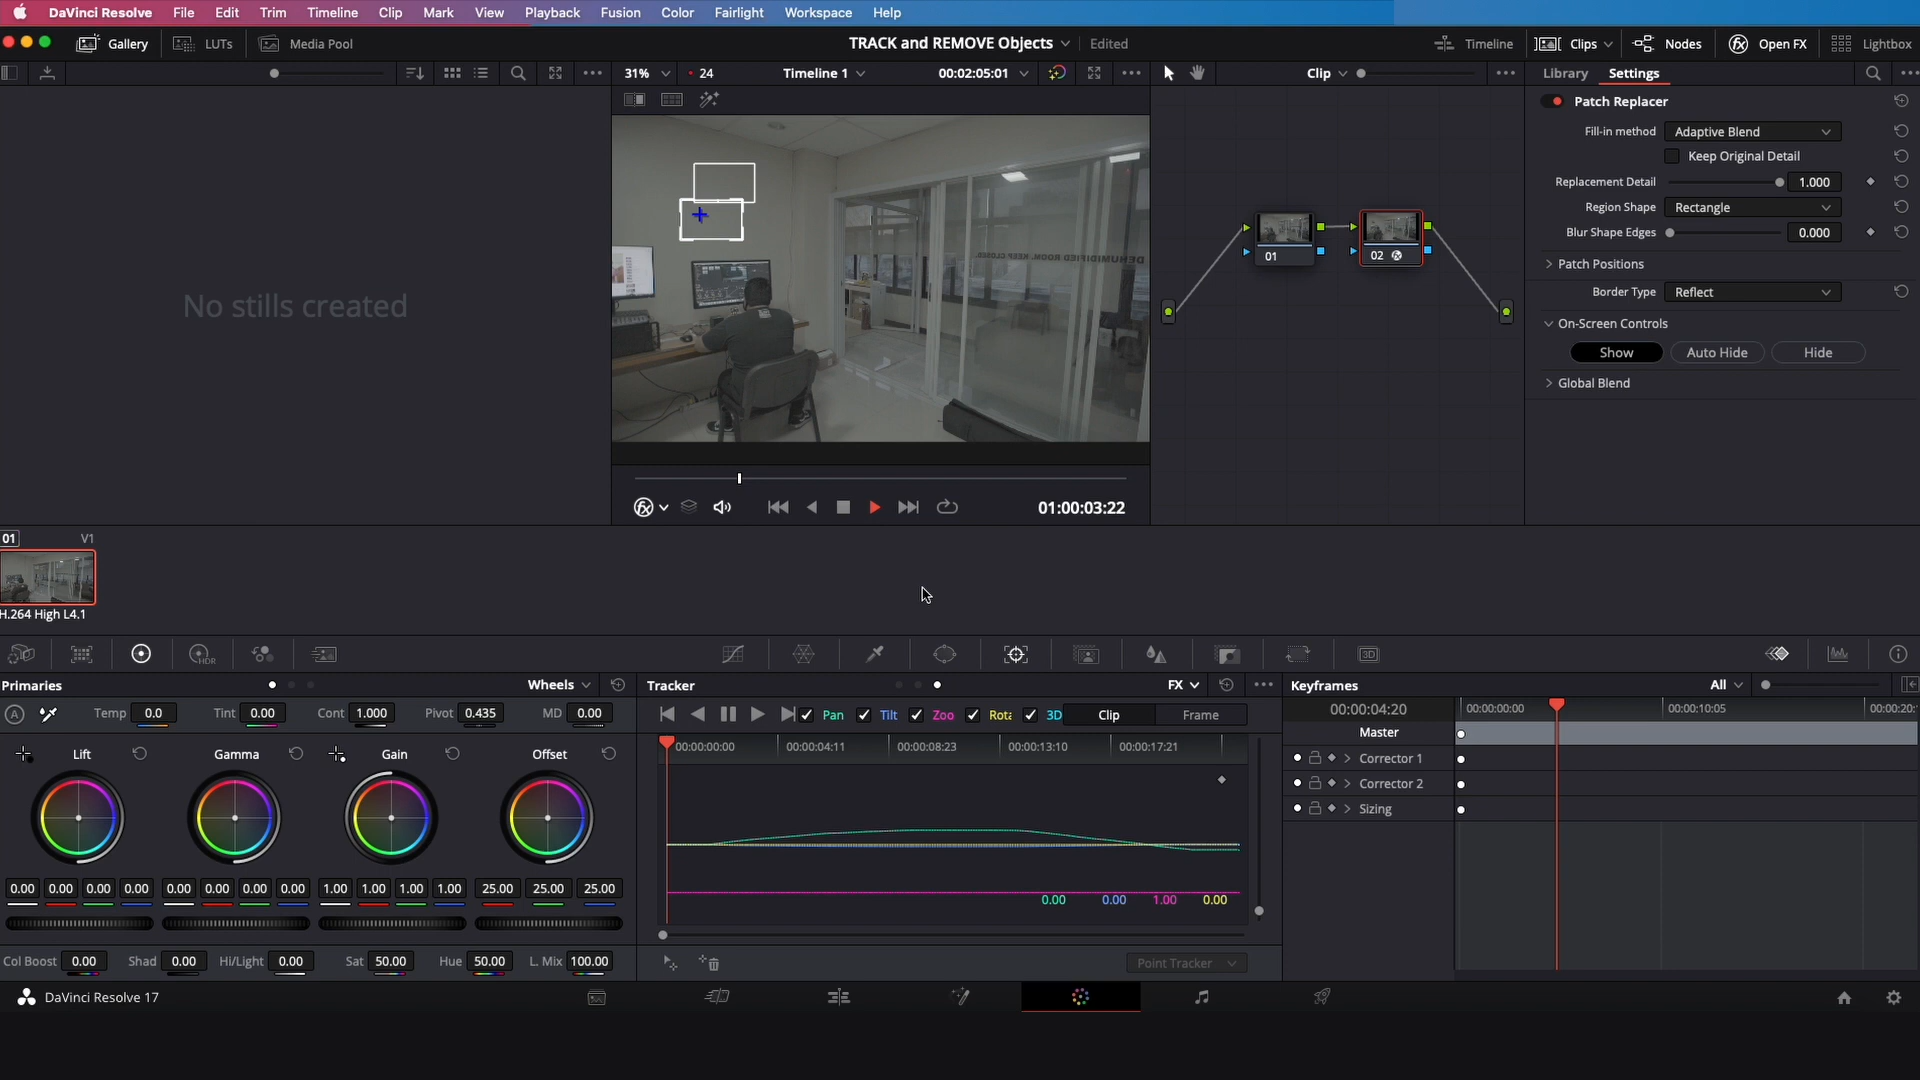 DaVinci Resolve File Edit Trim Timeline Clip Mark View Playback Fusion Color Fairlight Workspace Help
Gallery LUTs Media Pool TRACK and REMOVE Objects Edited Timeline Clips Nodes Open FX Lightbox
31% 24 Timeline 1 00:02:05:01 Clip Library Settings
Patch Replacer
Fill-in method Adaptive Blend
Keep Original Detail
Replacement Detail 1.000
Region Shape Rectangle
Blur Shape Edges 0.000
Patch Positions
Border Type Reflect
On-Screen Controls
Show Auto Hide Hide
Global Blend
No stills created
DEHUMIDIFIED ROOM. KEEP CLOSED.
01 02
01:00:03:22
01 V1
H.264 High L4.1
HDR 3D
Primaries Wheels Tracker FX Keyframes All
Temp 0.0 Tint 0.00 Cont 1.000 Pivot 0.435 MD 0.00
Pan Tilt Zoo Rota 3D Clip Frame
00:00:04:20 00:00:00:00 00:00:10:05 00:00:20:
Lift Gamma Gain Offset
00:00:00:00 00:00:04:11 00:00:08:23 00:00:13:10 00:00:17:21
Master
Corrector 1
Corrector 2
Sizing
0.00 0.00 0.00 0.00 0.00 0.00 0.00 0.00 1.00 1.00 1.00 1.00 25.00 25.00 25.00
0.00 0.00 1.00 0.00
Col Boost 0.00 Shad 0.00 Hi/Light 0.00 Sat 50.00 Hue 50.00 L. Mix 100.00
Point Tracker
DaVinci Resolve 17